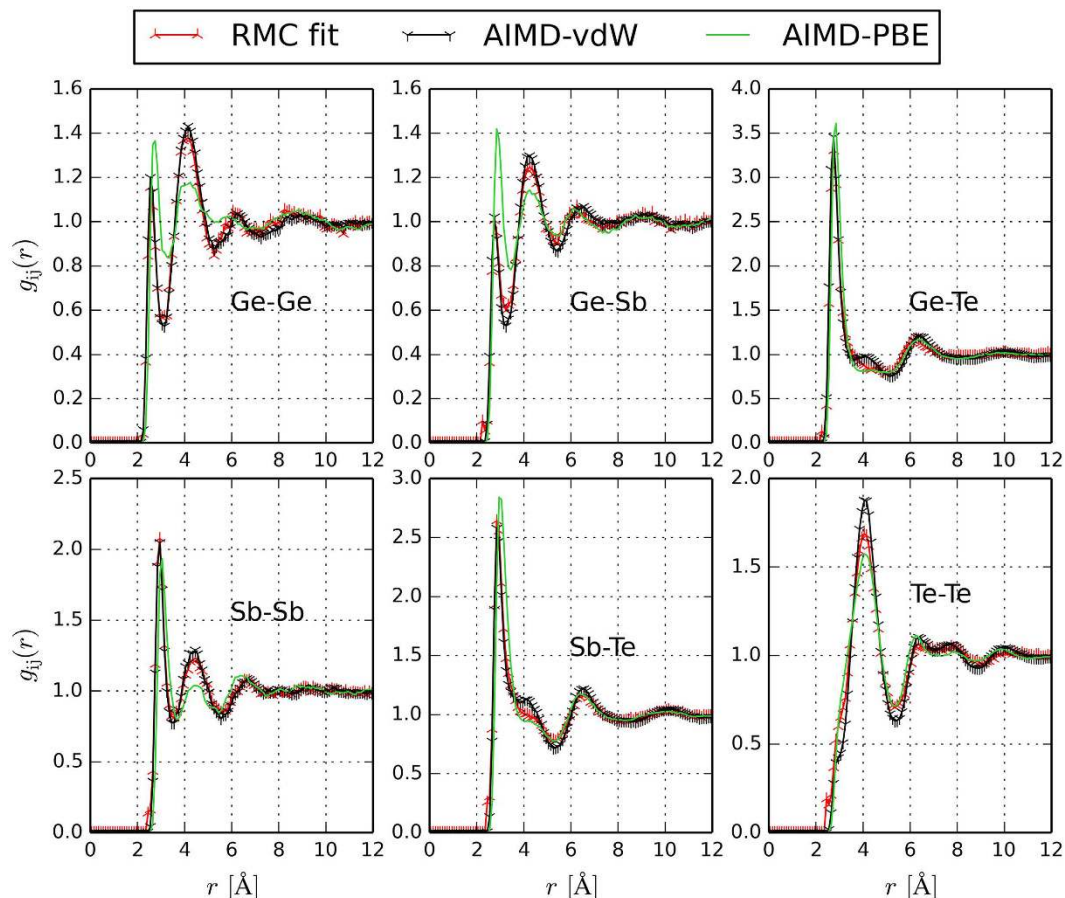 RMC fit AIMD-vdW AIMD-PBE
1.6 1.6 4.0
1.4 1.4 3.5
1.2 1.2 3.0
1.0 1.0 2.5
0.8 0.8 2.0
0.6 Ge-Ge 0.6 Ge-Sb 1.5 Ge-Te
0.4 0.4 1.0
0.2 0.2 0.5
0.0 0.0 0.0
g_ij(r)
0 2 4 6 8 10 12 0 2 4 6 8 10 12 0 2 4 6 8 10 12
2.5 3.0 2.0
2.0 2.5 1.5
1.5 Sb-Sb 2.0 Sb-Te Te-Te
1.0 1.5 1.0
0.5 1.0 0.5
0.0 0.5 0.0
0.0
g_ij(r)
0 2 4 6 8 10 12 0 2 4 6 8 10 12 0 2 4 6 8 10 12
r [Å] r [Å] r [Å]